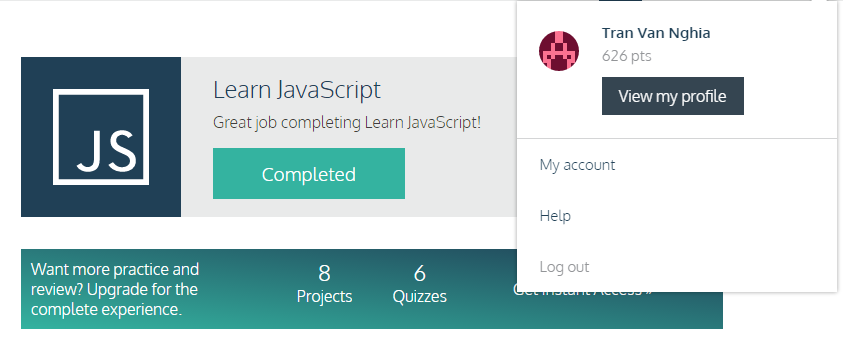 Tran Van Nghia
626 pts
View my profile
My account
Help
Log out
JS
Learn JavaScript
Great job completing Learn JavaScript!
Completed
Want more practice and
review? Upgrade for the
complete experience.
8
Projects
6
Quizzes
Get Instant Access »